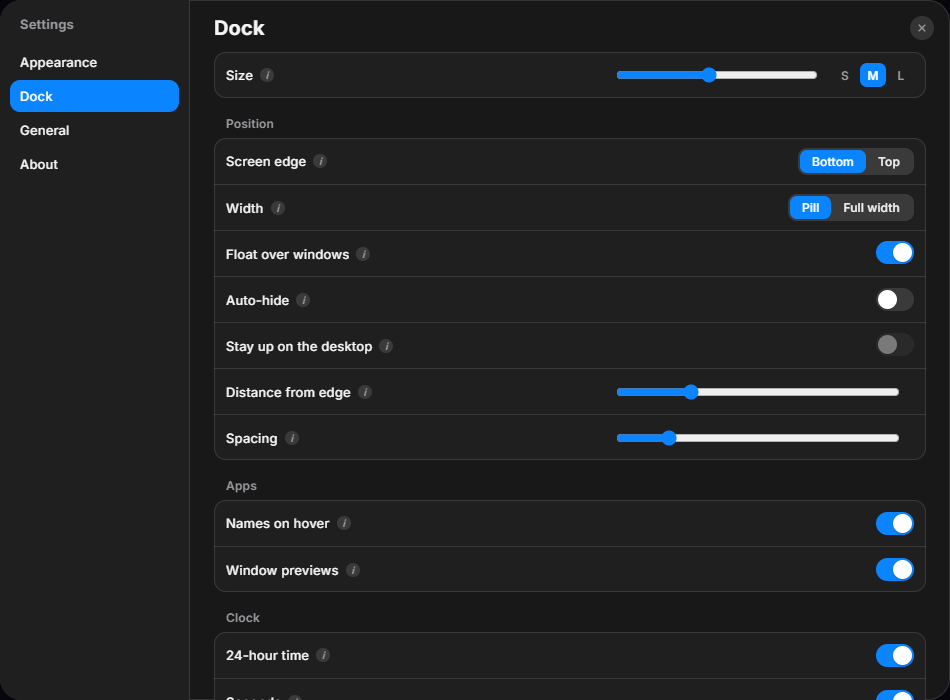 Settings
Appearance
Dock
General
About
Dock
Size i
S M L
Position
Screen edge i
Bottom Top
Width i
Pill Full width
Float over windows i
Auto-hide i
Stay up on the desktop i
Distance from edge i
Spacing i
Apps
Names on hover i
Window previews i
Clock
24-hour time i